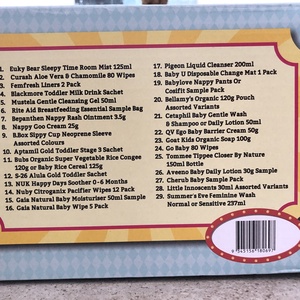 1. Euky Bear Sleepy Time Room Mist 125ml
2. Curash Aloe Vera & Chamomile 80 Wipes
3. Femfresh Liners 2 Pack
4. Blackmore Toddler Milk Drink Sachet
5. Mustela Gentle Cleansing Gel 50ml
6. Rite Aid Breastfeeding Essential Sample Bag
7. Bepanthen Nappy Rash Ointment 3.5g
8. Nappy Goo Cream 25g
9. B.Box Sippy Cup Neoprene Sleeve
Assorted Colours
10. Aptamil Gold Toddler Stage 3 Sachet
11. Bubs Organic Super Vegetable Rice Congee
120g or Baby Rice Cereal 125g
12. S-26 Alula Gold Toddler Sachet
13. NUK Happy Days Soother 0-6 Months
14. Nuby Citroganix Pacifier Wipes 12 Pack
15. Gaia Natural Baby Moisturiser 50ml Sample
16. Gaia Natural Baby Wipe 5 Pack
17. Pigeon Liquid Cleanser 200ml
18. Baby U Disposable Change Mat 1 Pack
19. Babylove Nappy Pants Or
Cosifit Sample Pack
20. Bellamy's Organic 120g Pouch
Assorted Variants
21. Cetaphil Baby Gentle Wash
& Shampoo or Daily Lotion 50ml
22. QV Ego Baby Barrier Cream 50g
23. Goat Kids Organic Soap 100g
24. Go Baby 80 Wipes
25. Tommee Tippee Closer By Nature
150ml Bottle
26. Aveeno Baby Daily Lotion 30g Sample
27. Cherub Baby Sample Pack
28. Little Innoscents 30ml Assorted Variants
29. Summer's Eve Feminine Wash
Normal or Sensitive 237ml